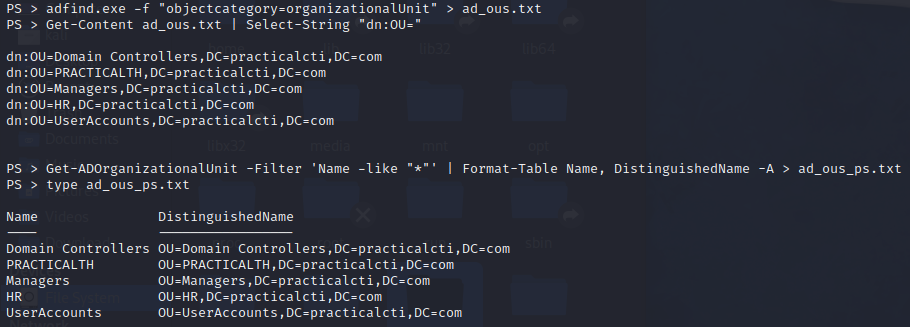 PS > adfind.exe -f "objectcategory=organizationalUnit" > ad_ous.txt
PS > Get-Content ad_ous.txt | Select-String "dn:OU="
dn:OU=Domain Controllers,DC=practicalcti,DC=com
dn:OU=PRACTICALTH,DC=practicalcti,DC=com
dn:OU=Managers,DC=practicalcti,DC=com
dn:OU=HR,DC=practicalcti,DC=com
dn:OU=UserAccounts,DC=practicalcti,DC=com
PS > Get-ADOrganizationalUnit -Filter 'Name -like "*"' | Format-Table Name, DistinguishedName -A > ad_ous_ps.txt
PS > type ad_ous_ps.txt
Name DistinguishedName
---- -----------------
Domain Controllers OU=Domain Controllers,DC=practicalcti,DC=com
PRACTICALTH OU=PRACTICALTH,DC=practicalcti,DC=com
Managers OU=Managers,DC=practicalcti,DC=com
HR OU=HR,DC=practicalcti,DC=com
UserAccounts OU=UserAccounts,DC=practicalcti,DC=com